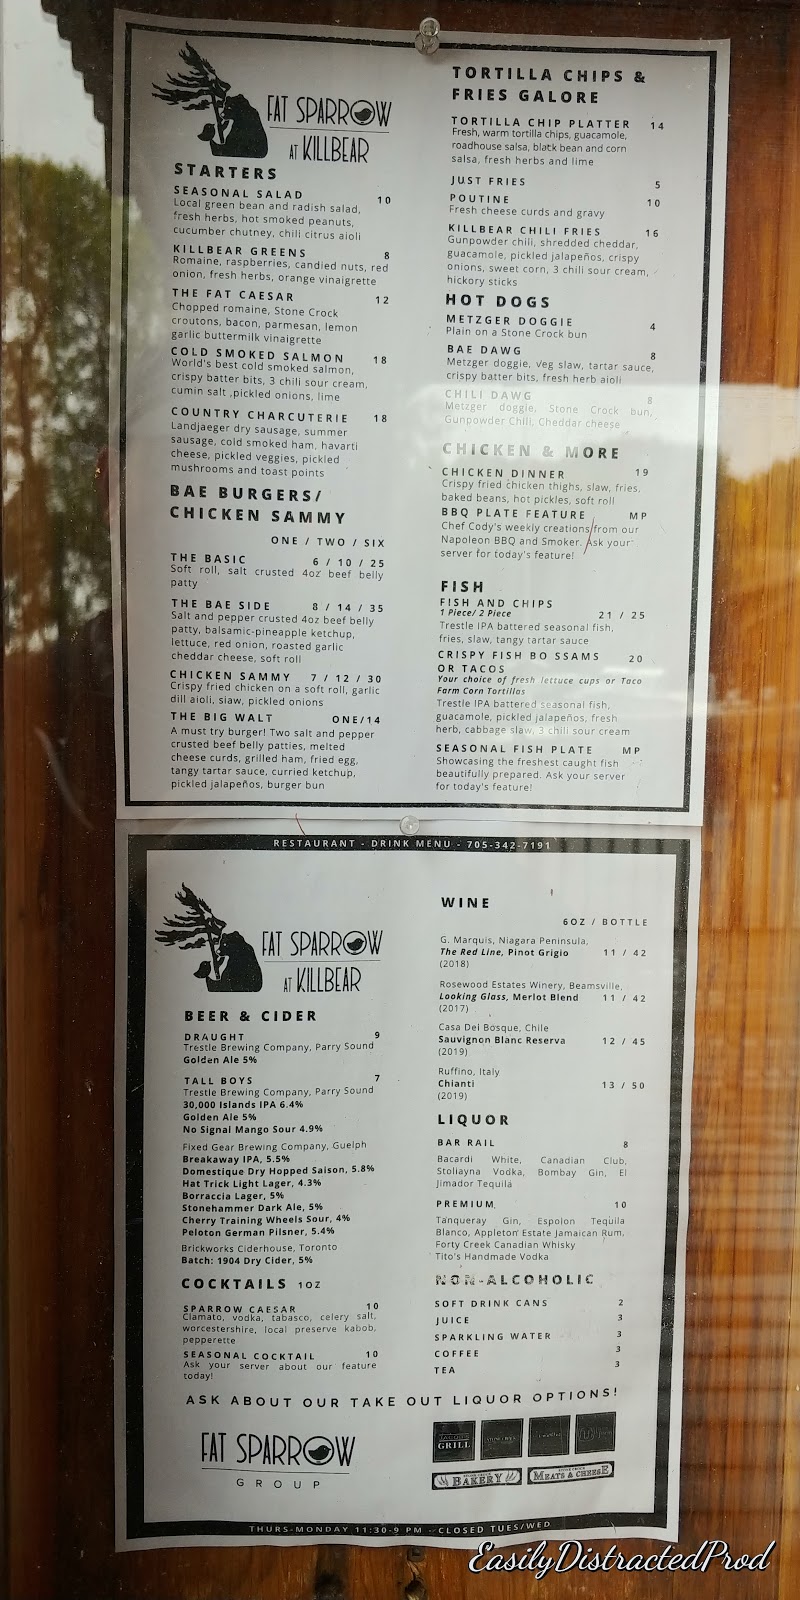 FAT SPARROW
AT KILLBEAR
STARTERS
SEASONAL SALAD 10
Local green bean and radish salad,
fresh herbs, hot smoked peanuts,
cucumber chutney, chili citrus aioli
KILLBEAR GREENS 8
Romaine, raspberries, candied nuts, red
onion, fresh herbs, orange vinaigrette
THE FAT CAESAR 12
Chopped romaine, Stone Crock
croutons, bacon, parmesan, lemon
garlic buttermilk vinaigrette
COLD SMOKED SALMON 18
World's best cold smoked salmon,
crispy batter bits, 3 chili sour cream,
cumin salt ,pickled onions, lime
COUNTRY CHARCUTERIE 18
Landjaeger dry sausage, summer
sausage, cold smoked ham, havarti
cheese, pickled veggies, pickled
mushrooms and toast points
BAE BURGERS/
CHICKEN SAMMY
ONE / TWO / SIX
THE BASIC 6 / 10 / 25
Soft roll, salt crusted 4oz beef belly
patty
THE BAE SIDE 8 / 14 / 35
Salt and pepper crusted 4oz beef belly
patty, balsamic-pineapple ketchup,
lettuce, red onion, roasted garlic
cheddar cheese, soft roll
CHICKEN SAMMY 7 / 12 / 30
Crispy fried chicken on a soft roll, garlic
dill aioli, slaw, pickled onions
THE BIG WALT ONE/14
A must try burger! Two salt and pepper
crusted beef belly patties, melted
cheese curds, grilled ham, fried egg,
tangy tartar sauce, curried ketchup,
pickled jalapeños, burger bun
TORTILLA CHIPS &
FRIES GALORE
TORTILLA CHIP PLATTER 14
Fresh, warm tortilla chips, guacamole,
roadhouse salsa, black bean and corn
salsa, fresh herbs and lime
JUST FRIES 5
POUTINE 10
Fresh cheese curds and gravy
KILLBEAR CHILI FRIES 16
Gunpowder chili, shredded cheddar,
guacamole, pickled jalapeños, crispy
onions, sweet corn, 3 chili sour cream,
hickory sticks
HOT DOGS
METZGER DOGGIE 4
Plain on a Stone Crock bun
BAE DAWG 8
Metzger doggie, veg slaw, tartar sauce,
crispy batter bits, fresh herb aioli
CHILI DAWG 8
Metzger doggie, Stone Crock bun,
Gunpowder Chili, Cheddar cheese
CHICKEN & MORE
CHICKEN DINNER 19
Crispy fried chicken thighs, slaw, fries,
baked beans, hot pickles, soft roll
BBQ PLATE FEATURE MP
Chef Cody's weekly creations from our
Napoleon BBQ and Smoker. Ask your
server for today's feature!
FISH
FISH AND CHIPS
1 Piece/ 2 Piece 21 / 25
Trestle IPA battered seasonal fish,
fries, slaw, tangy tartar sauce
CRISPY FISH BO SSAMS 20
OR TACOS
Your choice of fresh lettuce cups or Taco
Farm Corn Tortillas
Trestle IPA battered seasonal fish,
guacamole, pickled jalapeños, fresh
herb, cabbage slaw, 3 chili sour cream
SEASONAL FISH PLATE MP
Showcasing the freshest caught fish
beautifully prepared. Ask your server
for today's feature!
RESTAURANT - DRINK MENU - 705-342-7191
FAT SPARROW
AT KILLBEAR
BEER & CIDER
DRAUGHT 9
Trestle Brewing Company, Parry Sound
Golden Ale 5%
TALL BOYS 7
Trestle Brewing Company, Parry Sound
30,000 Islands IPA 6.4%
Golden Ale 5%
No Signal Mango Sour 4.9%
Fixed Gear Brewing Company, Guelph
Breakaway IPA, 5.5%
Domestique Dry Hopped Saison, 5.8%
Hat Trick Light Lager, 4.3%
Borraccia Lager, 5%
Stonehammer Dark Ale, 5%
Cherry Training Wheels Sour, 4%
Peloton German Pilsner, 5.4%
Brickworks Ciderhouse, Toronto
Batch: 1904 Dry Cider, 5%
COCKTAILS 1OZ
SPARROW CAESAR 10
Clamato, vodka, tabasco, celery salt,
worcestershire, local preserve kabob,
pepperette
SEASONAL COCKTAIL 10
Ask your server about our feature
today!
WINE
6OZ / BOTTLE
G. Marquis, Niagara Peninsula,
The Red Line, Pinot Grigio 11 / 42
(2018)
Rosewood Estates Winery, Beamsville,
Looking Glass, Merlot Blend 11 / 42
(2017)
Casa Del Bosque, Chile
Sauvignon Blanc Reserva 12 / 45
(2019)
Ruffino, Italy
Chianti 13 / 50
(2019)
LIQUOR
BAR RAIL 8
Bacardi White, Canadian Club,
Stoliayna Vodka, Bombay Gin, El
Jimador Tequila
PREMIUM 10
Tanqueray Gin, Espolon Tequila
Blanco, Appleton Estate Jamaican Rum,
Forty Creek Canadian Whisky
Tito's Handmade Vodka
NON-ALCOHOLIC
SOFT DRINK CANS 2
JUICE 3
SPARKLING WATER 3
COFFEE 3
TEA 3
ASK ABOUT OUR TAKE OUT LIQUOR OPTIONS!
FAT SPARROW
GROUP
GRILL
BAKERY
MEATS & CHEESE
THURS-MONDAY 11:30-9 PM - CLOSED TUES/WED
EasilyDistractedProd